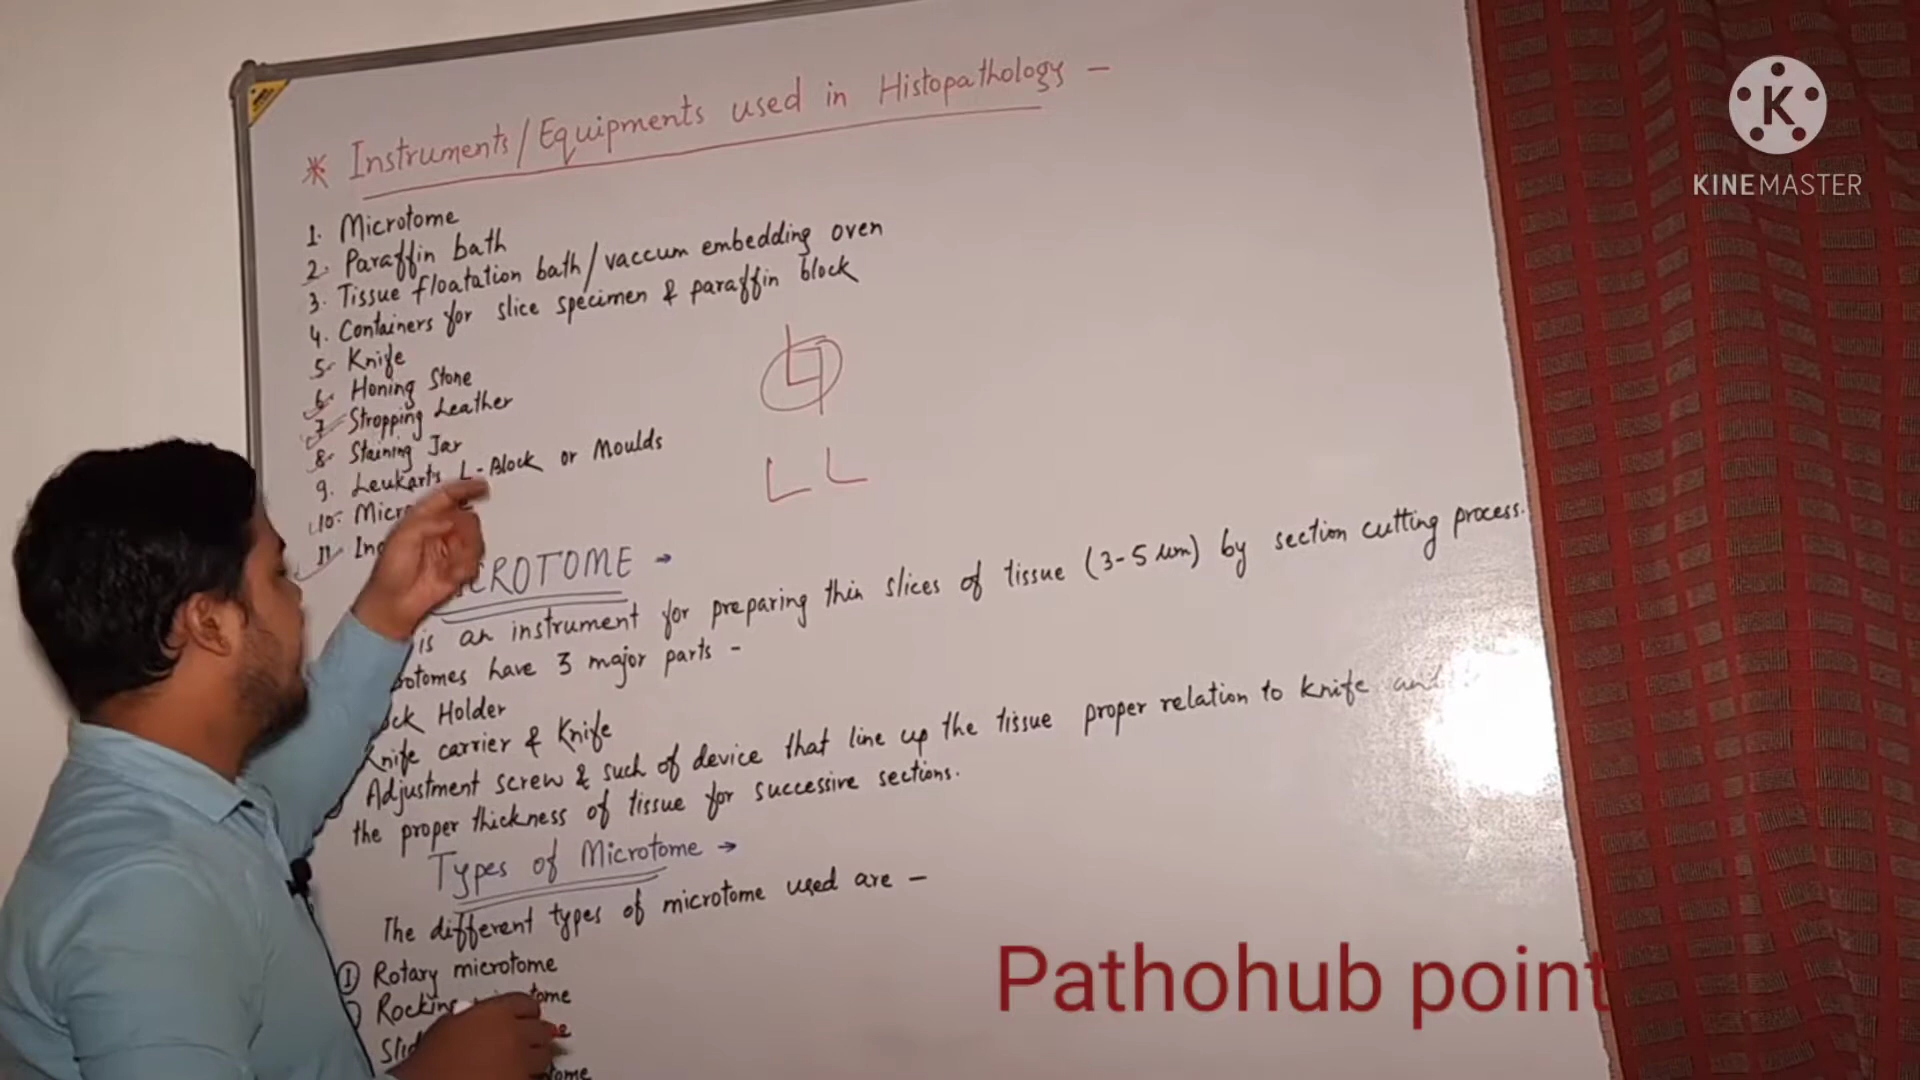 * Instruments/Equipments used in Histopathology -
1. Microtome
2. Paraffin bath
3. Tissue floatation bath/vaccum embedding oven
4. Containers for slice specimen & paraffin block
5- Knife
6- Honing Stone
7- Stropping Leather
8- Staining Jar
9. Leukart's L-Block or Moulds
10-
11-
L L
CROTOME →
is an instrument for preparing thin slices of tissue (3-5 um) by section cutting process.
otomes have 3 major parts -
ck Holder
Knife carrier & Knife
Adjustment screw & such of device that line up the tissue proper relation to knife and
the proper thickness of tissue for successive sections.
Types of Microtome →
The different types of microtome used are -
① Rotary microtome
Rocking
KINEMASTER
Pathohub point